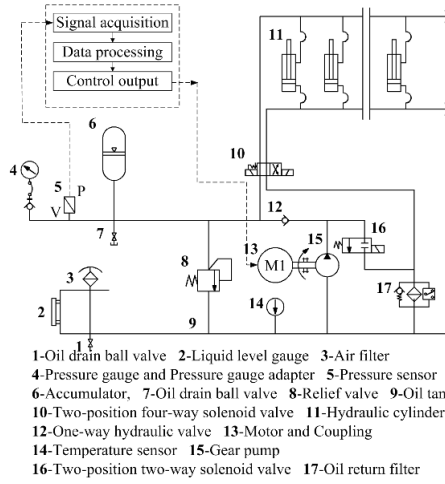 Signal acquisition
Data processing
Control output
11
6
4
5
P
V
10
12
7
13
15
16
8
M1
3
14
17
2
9
1
1-Oil drain ball valve 2-Liquid level gauge 3-Air filter
4-Pressure gauge and Pressure gauge adapter 5-Pressure sensor
6-Accumulator, 7-Oil drain ball valve 8-Relief valve 9-Oil tan
10-Two-position four-way solenoid valve 11-Hydraulic cylinder
12-One-way hydraulic valve 13-Motor and Coupling
14-Temperature sensor 15-Gear pump
16-Two-position two-way solenoid valve 17-Oil return filter